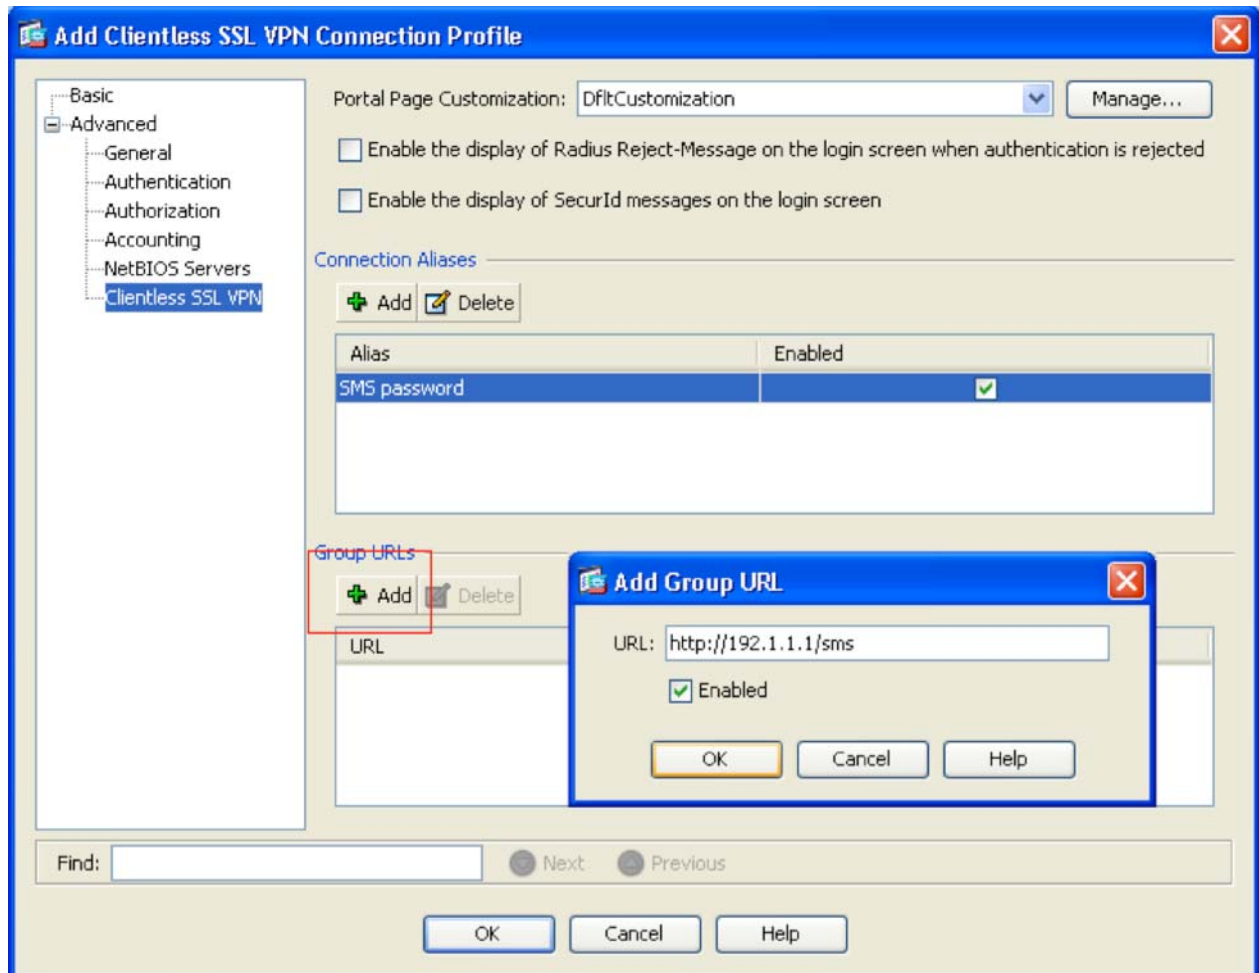 Add Clientless SSL VPN Connection Profile
Basic
Advanced
General
Authentication
Authorization
Accounting
NetBIOS Servers
Clientless SSL VPN
Portal Page Customization: DfltCustomization Manage...
Enable the display of Radius Reject-Message on the login screen when authentication is rejected
Enable the display of SecurId messages on the login screen
Connection Aliases
Add Delete
Alias Enabled
SMS password
Group URLs
Add Delete
URL
Add Group URL
URL: http://192.1.1.1/sms
Enabled
OK Cancel Help
Find: Next Previous
OK Cancel Help